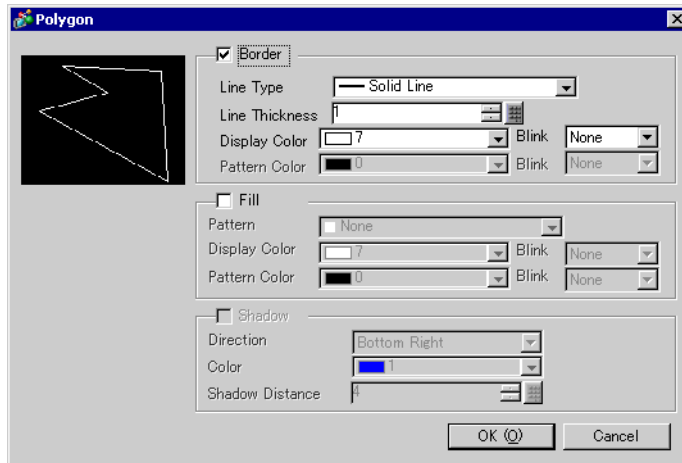 Polygon
Border
Line Type Solid Line
Line Thickness 1
Display Color 7 Blink None
Pattern Color 0 Blink None
Fill
Pattern None
Display Color 7 Blink None
Pattern Color 0 Blink None
Shadow
Direction Bottom Right
Color 1
Shadow Distance 4
OK (O) Cancel